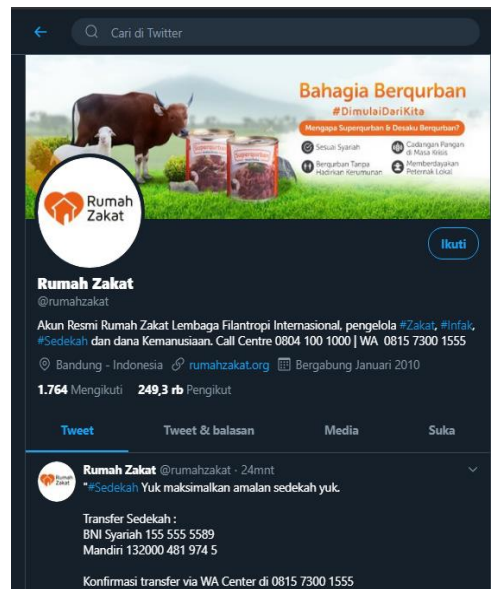 Cari di Twitter
Bahagia Berqurban
#DimulaiDariKita
Mengapa Superqurban & Desaku Berqurban?
Sesuai Syariah
Cadangan Pangan
di Masa Krisis
Berqurban Tanpa
Hadirkan Kerumunan
Memberdayakan
Peternak Lokal
Rumah
Zakat
Ikuti
Rumah Zakat
@rumahzakat
Akun Resmi Rumah Zakat Lembaga Filantropi Internasional, pengelola #Zakat, #Infak,
#Sedekah dan dana Kemanusiaan. Call Centre 0804 100 1000 | WA 0815 7300 1555
Bandung - Indonesia rumahzakat.org Bergabung Januari 2010
1.764 Mengikuti 249,3 rb Pengikut
Tweet Tweet & balasan Media Suka
Rumah Zakat @rumahzakat · 24mnt
"#Sedekah Yuk maksimalkan amalan sedekah yuk.
Transfer Sedekah :
BNI Syariah 155 555 5589
Mandiri 132000 481 974 5
Konfirmasi transfer via WA Center di 0815 7300 1555